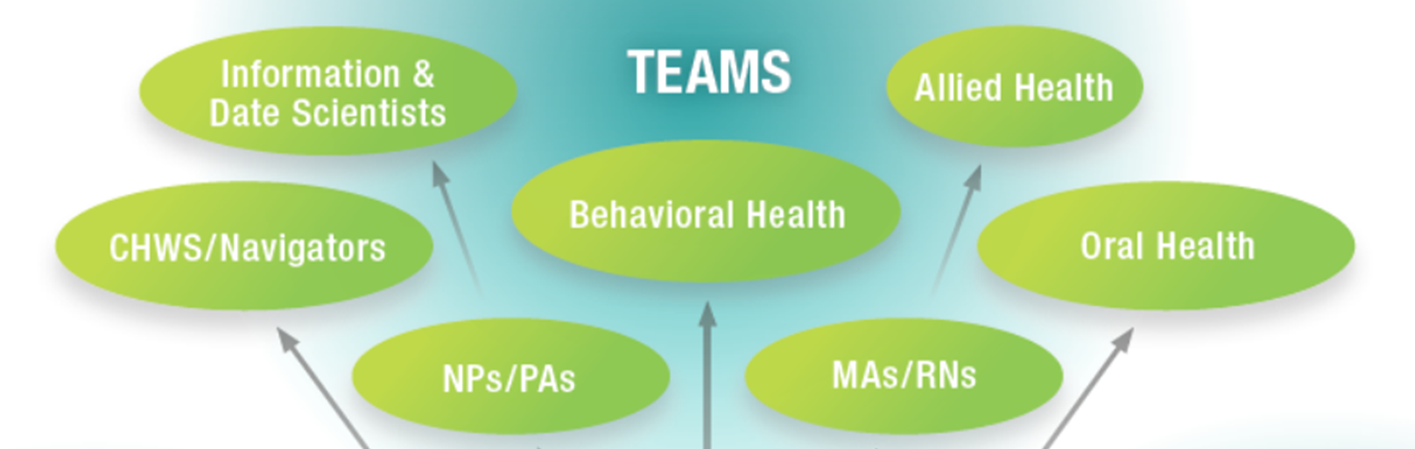 TEAMS
Information &
Date Scientists
Allied Health
Behavioral Health
CHWS/Navigators
Oral Health
NPs/PAs
MAs/RNs